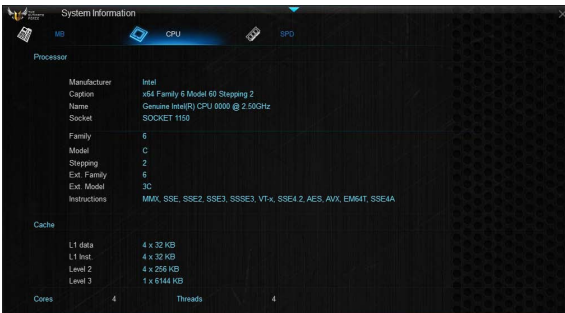 THE ULTIMATE FORCE
System Information
MB CPU SPD
Processor
Manufacturer Intel
Caption x64 Family 6 Model 60 Stepping 2
Name Genuine Intel(R) CPU 0000 @ 2.50GHz
Socket SOCKET 1150
Family 6
Model C
Stepping 2
Ext. Family 6
Ext. Model 3C
Instructions MMX, SSE, SSE2, SSE3, SSSE3, VT-x, SSE4.2, AES, AVX, EM64T, SSE4A
Cache
L1 data 4 x 32 KB
L1 Inst. 4 x 32 KB
Level 2 4 x 256 KB
Level 3 1 x 6144 KB
Cores 4 Threads 4